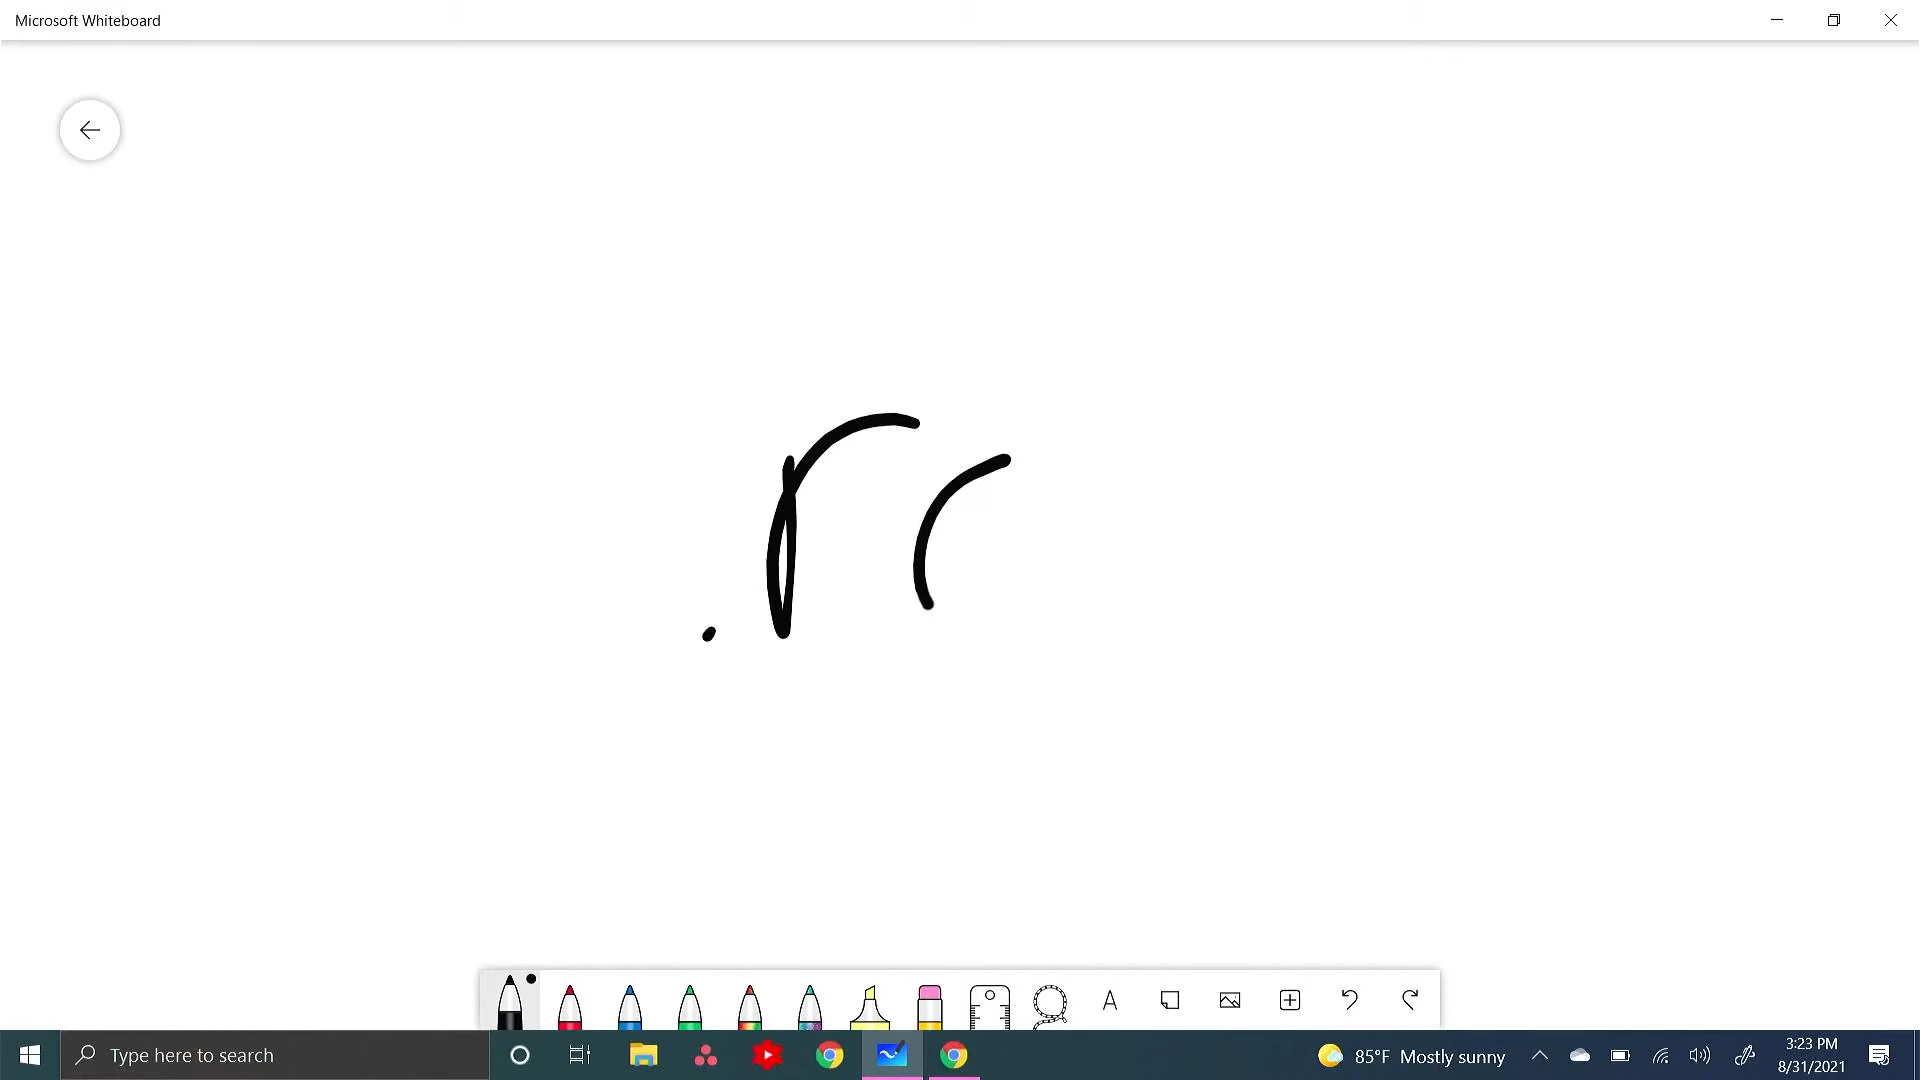 Microsoft Whiteboard
.r
A
Type here to search
85°F Mostly sunny
3:23 PM
8/31/2021